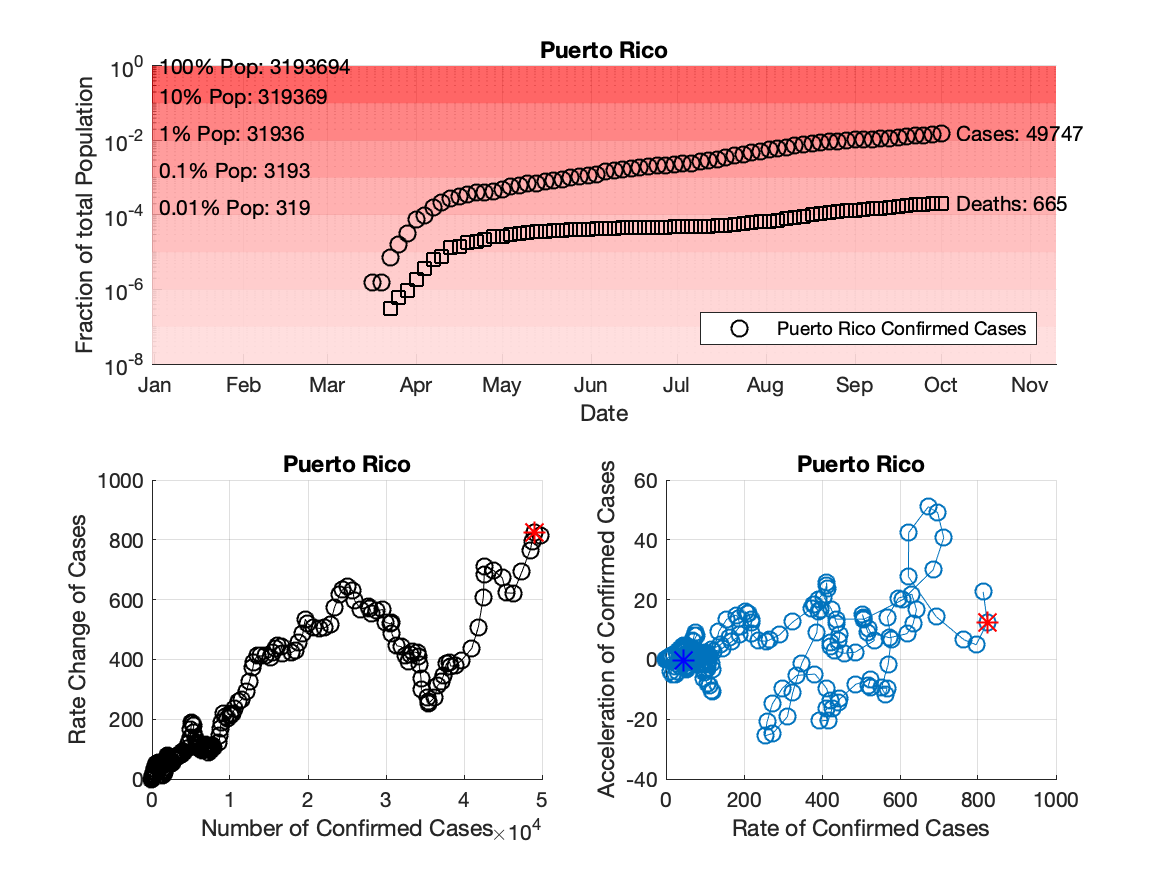 Puerto Rico
10^0
10^-2
10^-4
10^-6
10^-8
Fraction of total Population
100% Pop: 3193694
10% Pop: 319369
1% Pop: 31936
0.1% Pop: 3193
0.01% Pop: 319
Cases: 49747
Deaths: 665
Puerto Rico Confirmed Cases
Jan Feb Mar Apr May Jun Jul Aug Sep Oct Nov
Date
Puerto Rico
1000
800
600
400
200
0
Rate Change of Cases
0 1 2 3 4 5
Number of Confirmed Cases
×10^4
Puerto Rico
60
40
20
0
-20
-40
Acceleration of Confirmed Cases
0 200 400 600 800 1000
Rate of Confirmed Cases